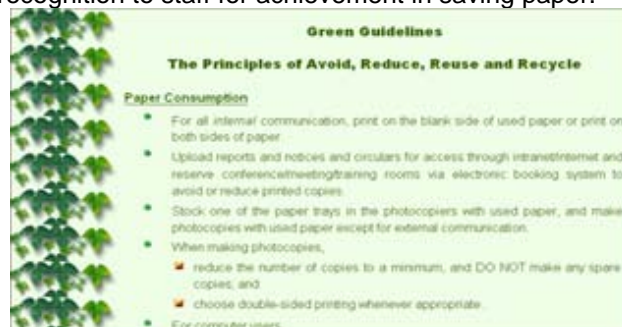 recognition to staff for achievement in saving paper.
Green Guidelines
The Principles of Avoid, Reduce, Reuse and Recycle
Paper Consumption
For all internal communication, print on the blank side of used paper or print on
both sides of paper.
Upload reports and notices and circulars for access through intranet/internet and
reserve conference/meeting/training rooms via electronic booking system to
avoid or reduce printed copies.
Stock one of the paper trays in the photocopiers with used paper, and make
photocopies with used paper except for external communication.
When making photocopies,
reduce the number of copies to a minimum, and DO NOT make any spare
copies, and
choose double-sided printing whenever appropriate.
For computer users